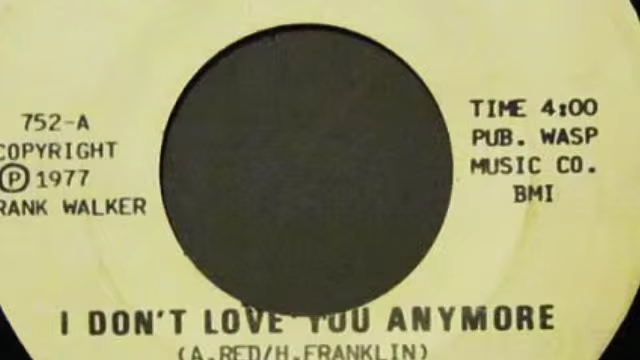 752-A
COPYRIGHT
Ⓟ 1977
RANK WALKER
TIME 4:00
PUB. WASP
MUSIC CO.
BMI
I DON'T LOVE YOU ANYMORE
(A.RED/H.FRANKLIN)